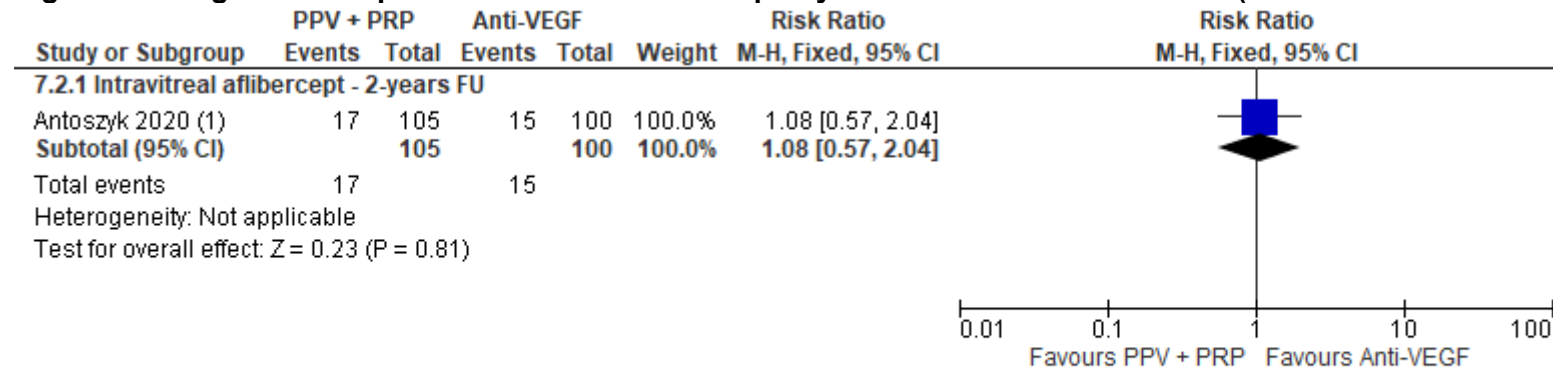 PPV + PRP Anti-VEGF Risk Ratio Risk Ratio
Study or Subgroup Events Total Events Total Weight M-H, Fixed, 95% CI M-H, Fixed, 95% CI
7.2.1 Intravitreal aflibercept - 2-years FU
Antoszyk 2020 (1) 17 105 15 100 100.0% 1.08 [0.57, 2.04]
Subtotal (95% CI) 105 100 100.0% 1.08 [0.57, 2.04]
Total events 17 15
Heterogeneity: Not applicable
Test for overall effect: Z = 0.23 (P = 0.81)
0.01 0.1 1 10 100
Favours PPV + PRP Favours Anti-VEGF